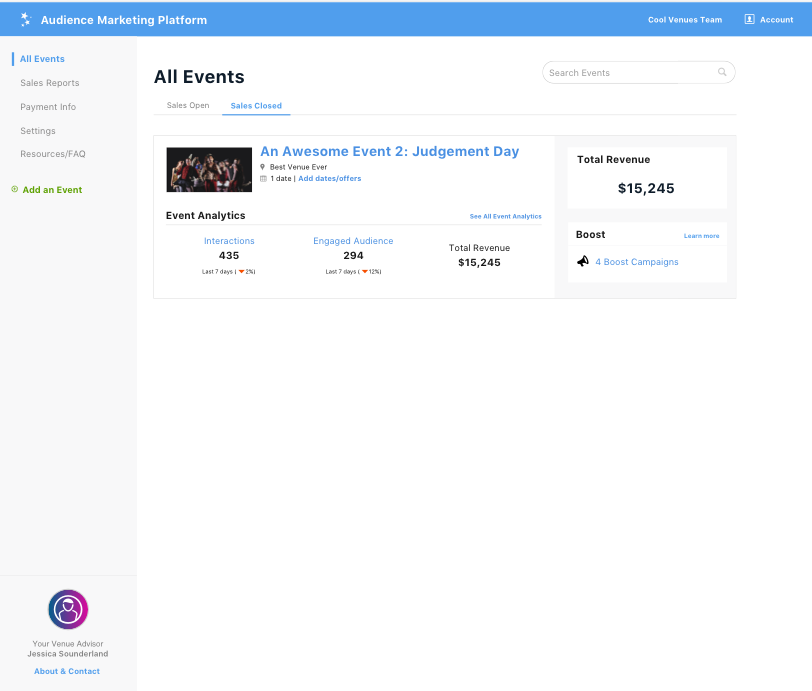 Audience Marketing Platform
Cool Venues Team
Account
All Events
Sales Reports
Payment Info
Settings
Resources/FAQ
Add an Event
All Events
Search Events
Sales Open
Sales Closed
An Awesome Event 2: Judgement Day
Best Venue Ever
1 date | Add dates/offers
Event Analytics
See All Event Analytics
Interactions
435
Last 7 days ( 2%)
Engaged Audience
294
Last 7 days ( 12%)
Total Revenue
$15,245
Total Revenue
$15,245
Boost
Learn more
4 Boost Campaigns
Your Venue Advisor
Jessica Sounderland
About & Contact